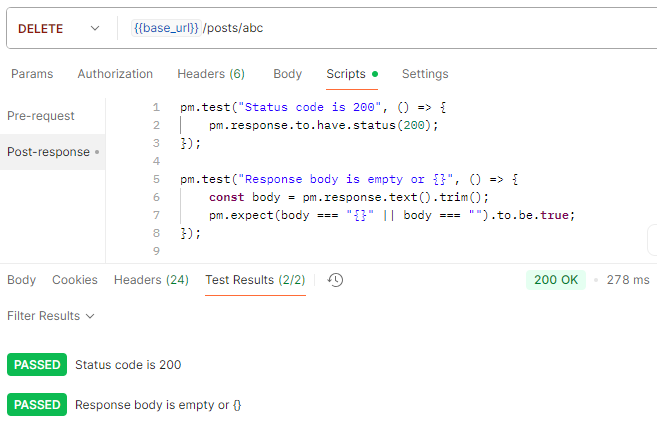 DELETE {{base_url}}/posts/abc
Params Authorization Headers (6) Body Scripts Settings
Pre-request
Post-response
1 pm.test("Status code is 200", () => {
2 pm.response.to.have.status(200);
3 });
4
5 pm.test("Response body is empty or {}", () => {
6 const body = pm.response.text().trim();
7 pm.expect(body === "{}" || body === "").to.be.true;
8 });
9
Body Cookies Headers (24) Test Results (2/2) 200 OK 278 ms
Filter Results
PASSED Status code is 200
PASSED Response body is empty or {}